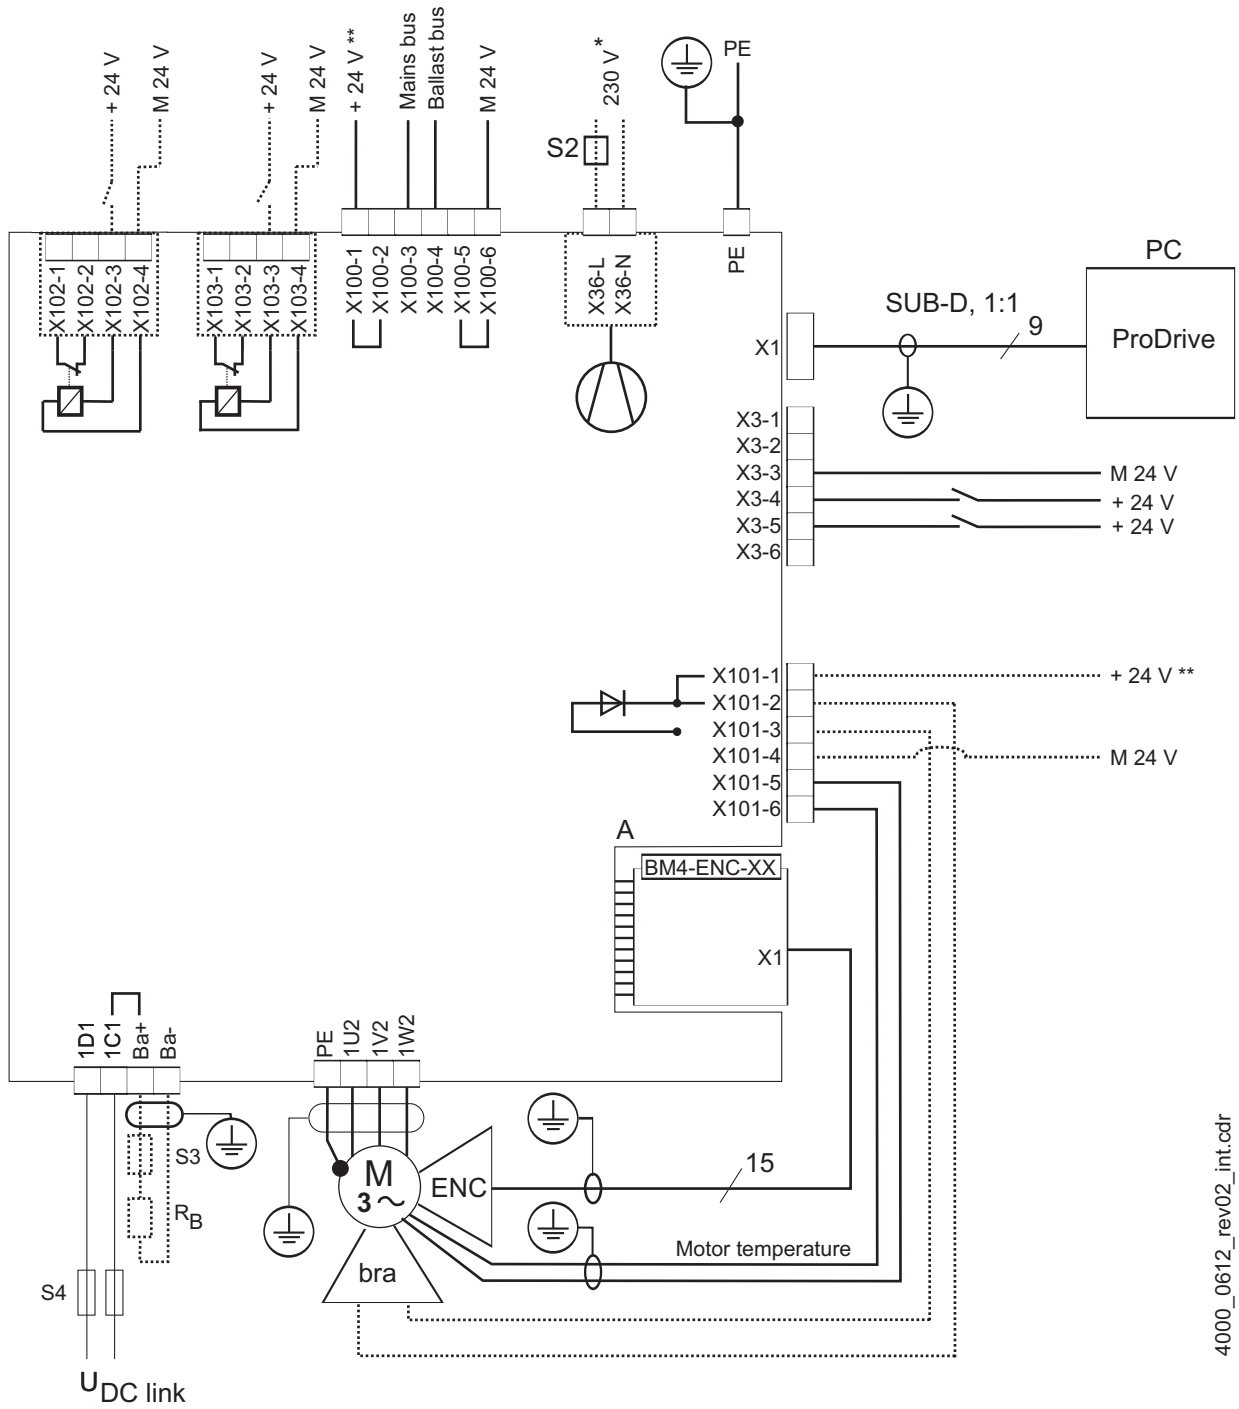 + 24 V
M 24 V
+ 24 V
M 24 V
+ 24 V **
Mains bus
Ballast bus
M 24 V
230 V *
S2
PE
X102-1
X102-2
X102-3
X102-4
X103-1
X103-2
X103-3
X103-4
X100-1
X100-2
X100-3
X100-4
X100-5
X100-6
X36-L
X36-N
PE
PC
ProDrive
SUB-D, 1:1
9
X1
X3-1
X3-2
X3-3
X3-4
X3-5
X3-6
M 24 V
+ 24 V
+ 24 V
X101-1
X101-2
X101-3
X101-4
X101-5
X101-6
+ 24 V **
M 24 V
A
BM4-ENC-XX
X1
1D1
1C1
Ba+
Ba-
PE
1U2
1V2
1W2
S3
RB
S4
UDC link
M
3 ~
ENC
bra
15
Motor temperature
4000_0612_rev02_int.cdr